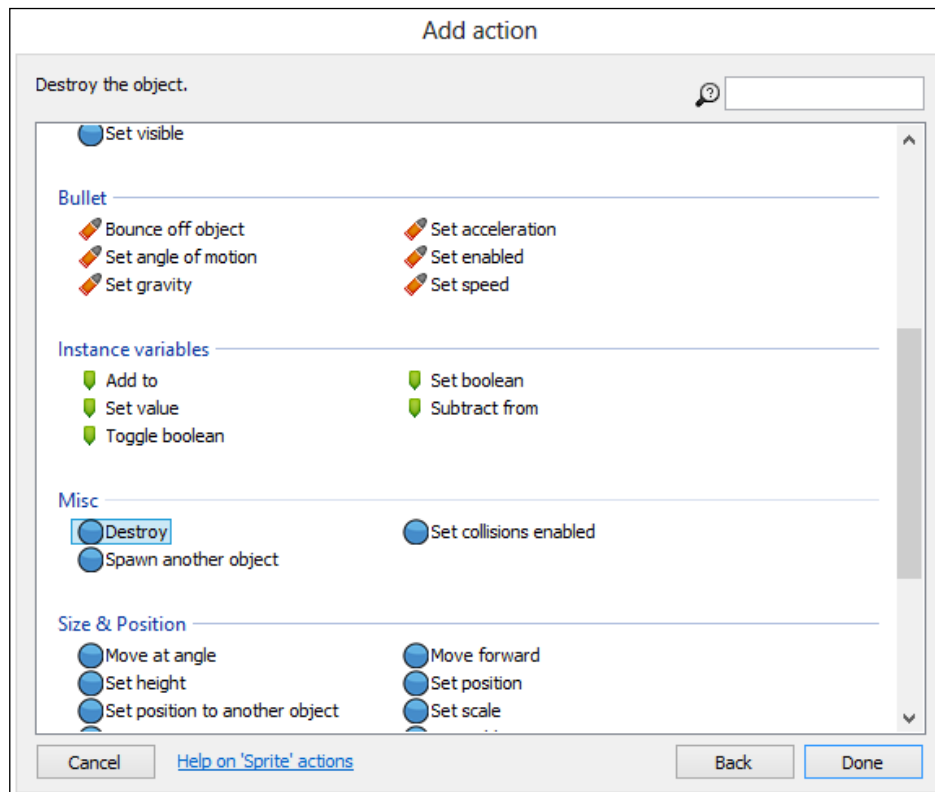 Add action
Destroy the object.
Set visible
Bullet
Bounce off object Set acceleration
Set angle of motion Set enabled
Set gravity Set speed
Instance variables
Add to Set boolean
Set value Subtract from
Toggle boolean
Misc
Destroy Set collisions enabled
Spawn another object
Size & Position
Move at angle Move forward
Set height Set position
Set position to another object Set scale
Cancel Help on 'Sprite' actions Back Done